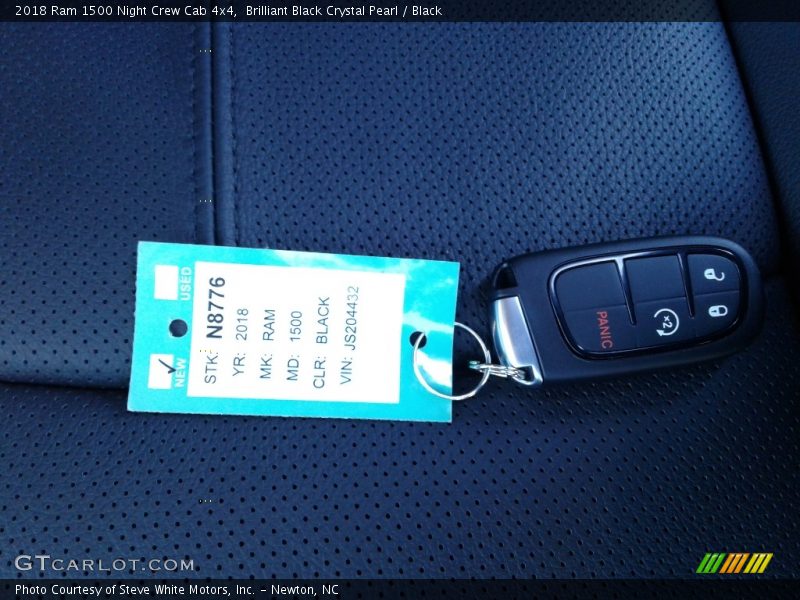 2018 Ram 1500 Night Crew Cab 4x4, Brilliant Black Crystal Pearl / Black
USED
NEW
STK: N8776
YR: 2018
MK: RAM
MD: 1500
CLR: BLACK
VIN: JS204432
PANIC
x2
GTCARLOT.COM
Photo Courtesy of Steve White Motors, Inc. – Newton, NC